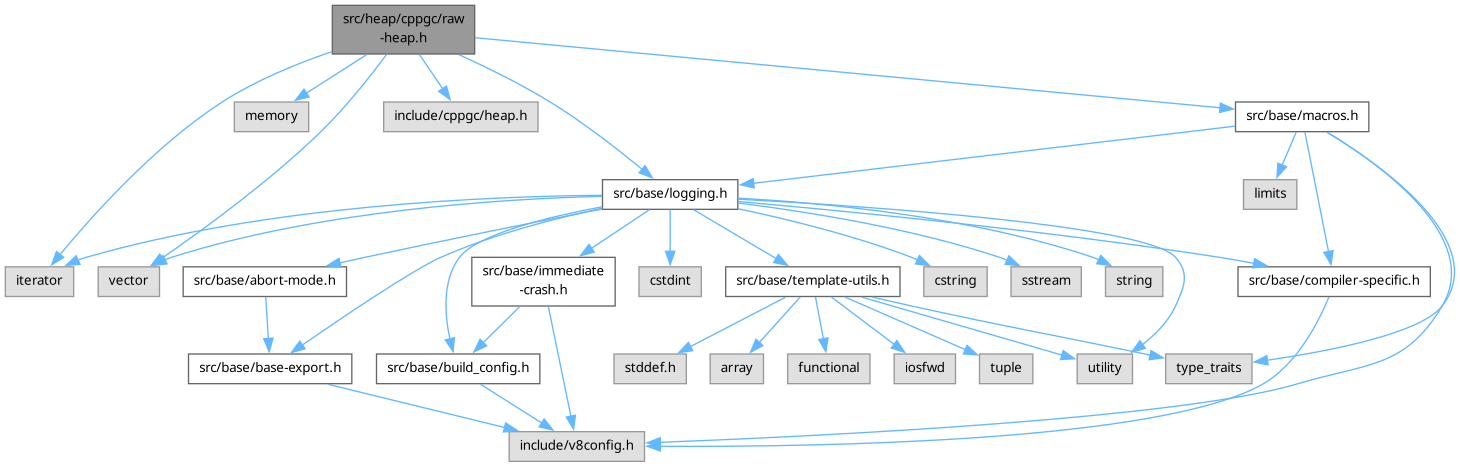 src/heap/cppgc/raw
-heap.h
memory
include/cppgc/heap.h
src/base/macros.h
src/base/logging.h
limits
iterator
vector
src/base/abort-mode.h
src/base/immediate
-crash.h
cstdint
src/base/template-utils.h
cstring
sstream
string
src/base/compiler-specific.h
src/base/base-export.h
src/base/build_config.h
stddef.h
array
functional
iosfwd
tuple
utility
type_traits
include/v8config.h